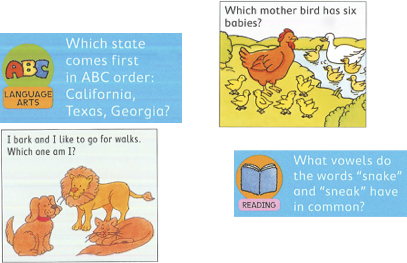 Which mother bird has six
babies?
Which state
comes first
in ABC order:
California,
Texas, Georgia?
ABC
LANGUAGE
ARTS
I bark and I like to go for walks.
Which one am I?
What vowels do
the words “snake”
and “sneak” have
in common?
READING